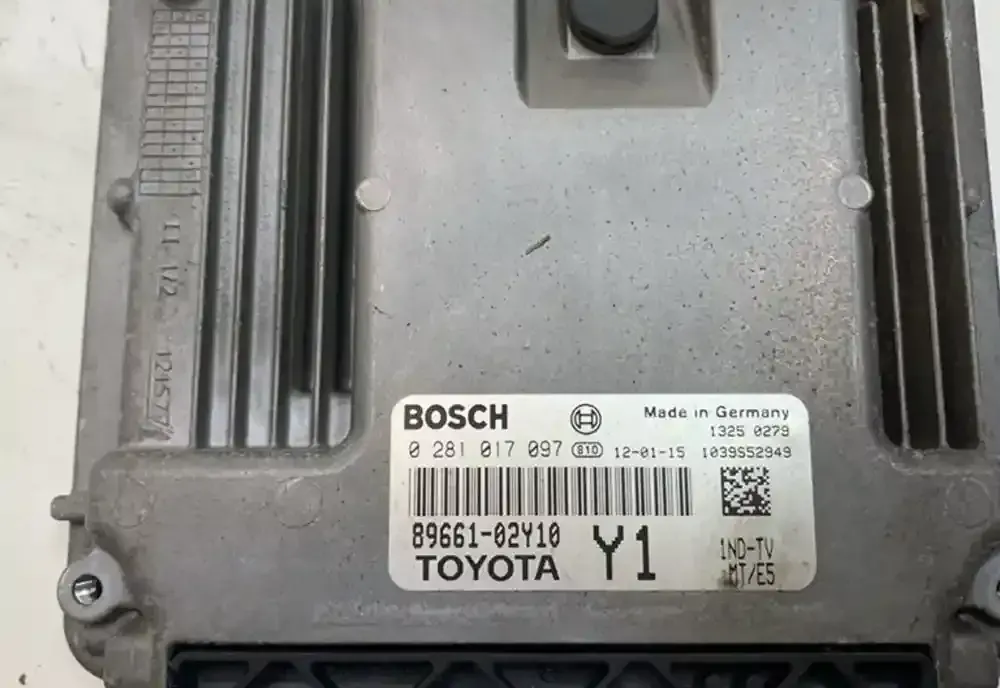 BOSCH Made in Germany
1325 0279
0 281 017 097 810 12-01-15 1039S52949
89661-02Y10 Y1 1ND-TV
TOYOTA MT/E5